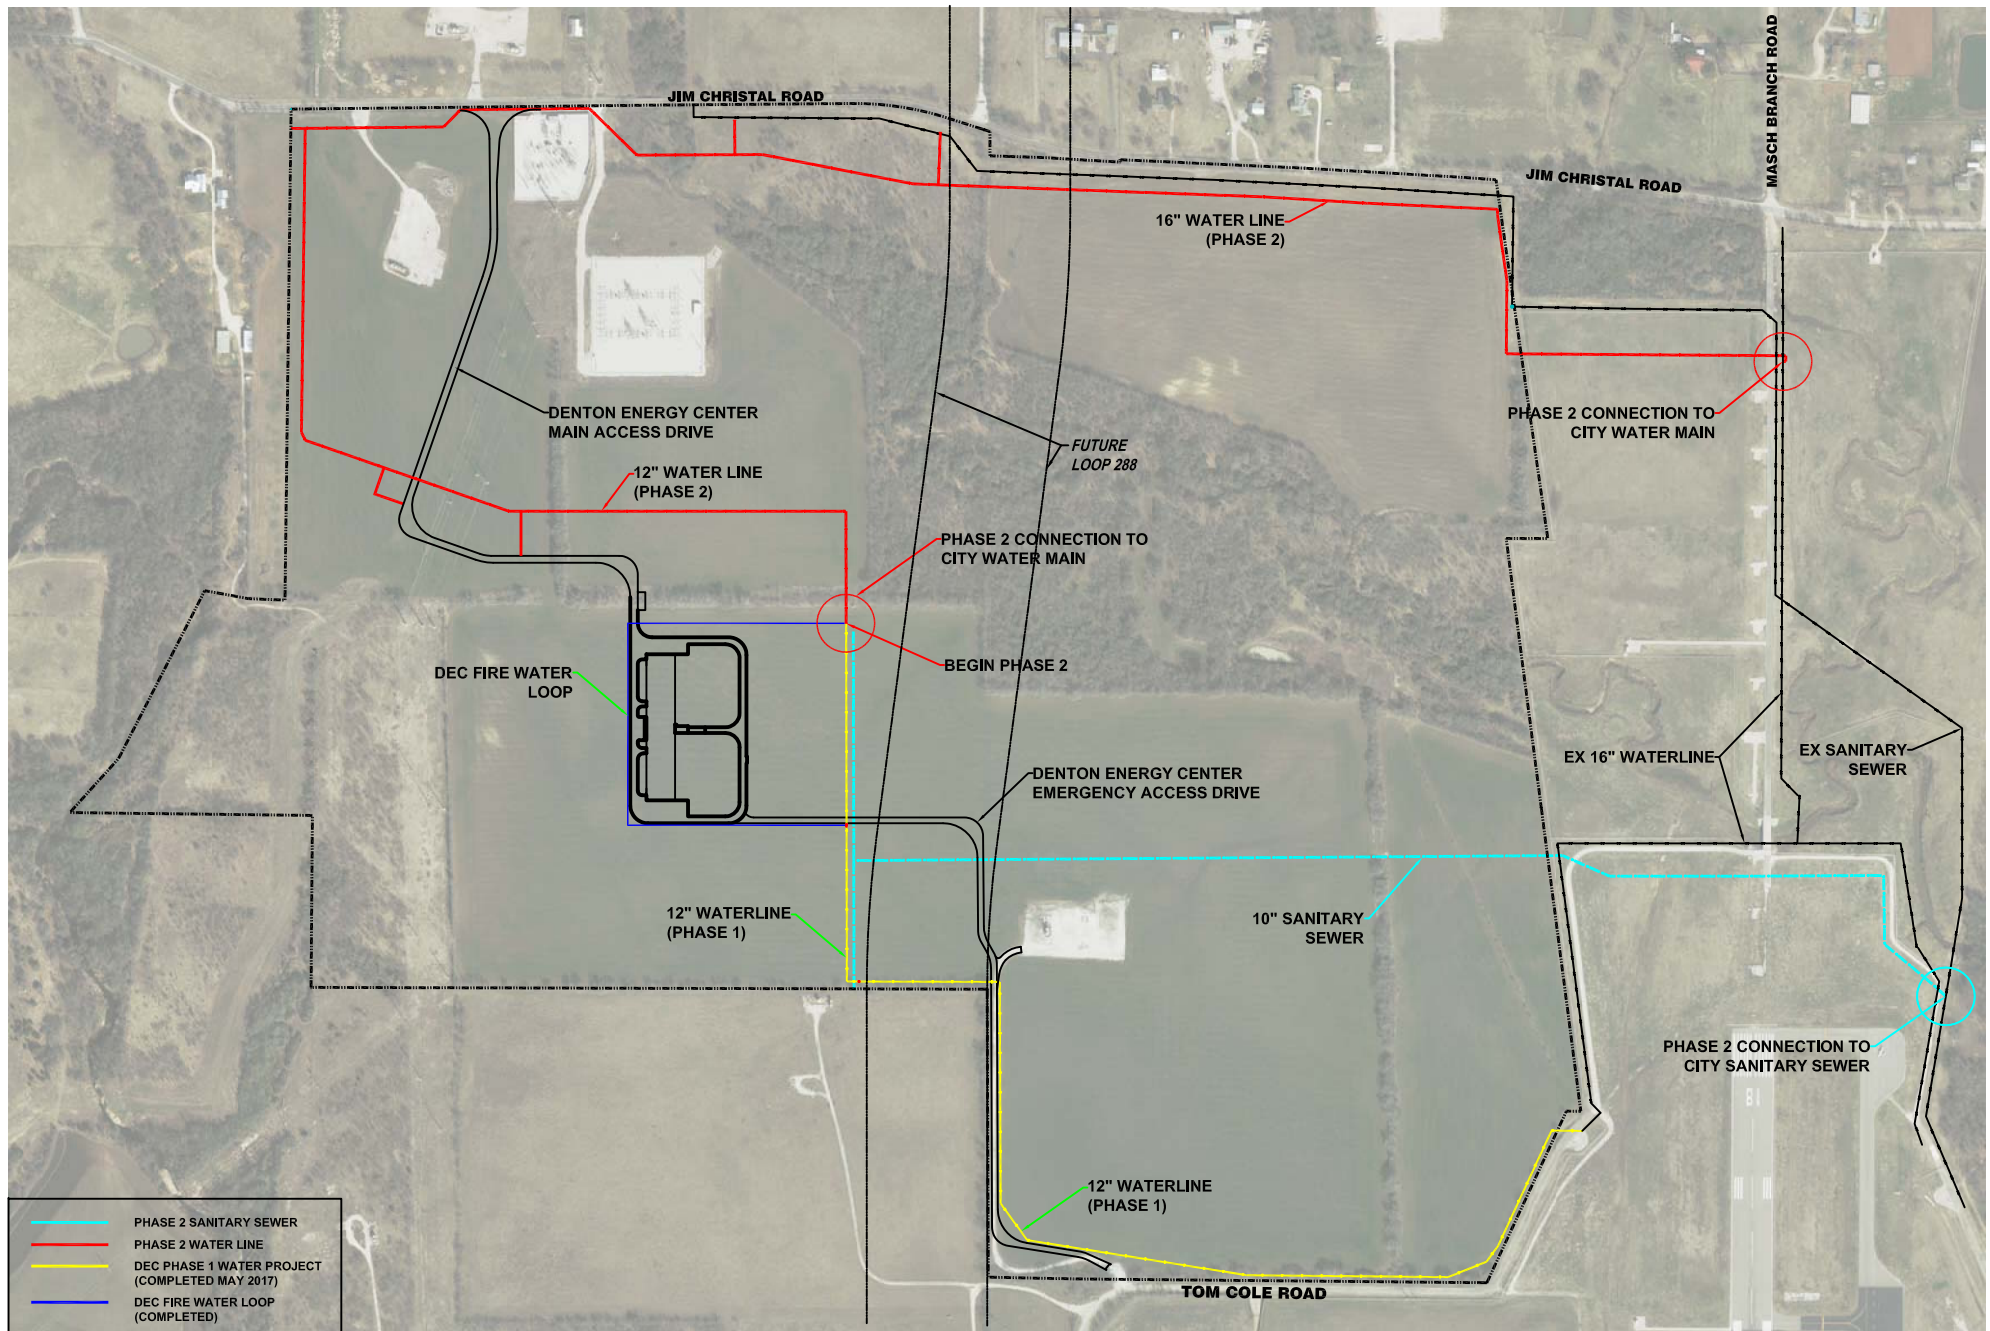 JIM CHRISTAL ROAD
MASCH BRANCH ROAD
JIM CHRISTAL ROAD
16" WATER LINE
(PHASE 2)
DENTON ENERGY CENTER
MAIN ACCESS DRIVE
PHASE 2 CONNECTION TO
CITY WATER MAIN
FUTURE
LOOP 288
12" WATER LINE
(PHASE 2)
PHASE 2 CONNECTION TO
CITY WATER MAIN
BEGIN PHASE 2
DEC FIRE WATER
LOOP
EX 16" WATERLINE
EX SANITARY
SEWER
DENTON ENERGY CENTER
EMERGENCY ACCESS DRIVE
12" WATERLINE
(PHASE 1)
10" SANITARY
SEWER
PHASE 2 CONNECTION TO
CITY SANITARY SEWER
12" WATERLINE
(PHASE 1)
TOM COLE ROAD
PHASE 2 SANITARY SEWER
PHASE 2 WATER LINE
DEC PHASE 1 WATER PROJECT
(COMPLETED MAY 2017)
DEC FIRE WATER LOOP
(COMPLETED)